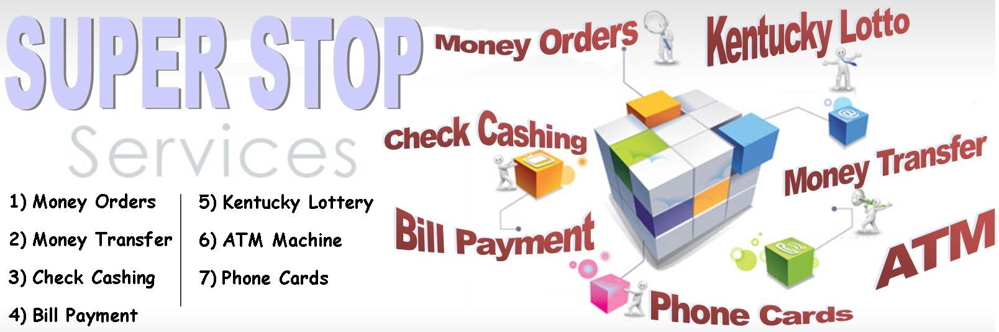 SUPER STOP
Services
1) Money Orders
2) Money Transfer
3) Check Cashing
4) Bill Payment
5) Kentucky Lottery
6) ATM Machine
7) Phone Cards
Money Orders
Kentucky Lotto
Check Cashing
Money Transfer
Bill Payment
ATM
Phone Cards
@